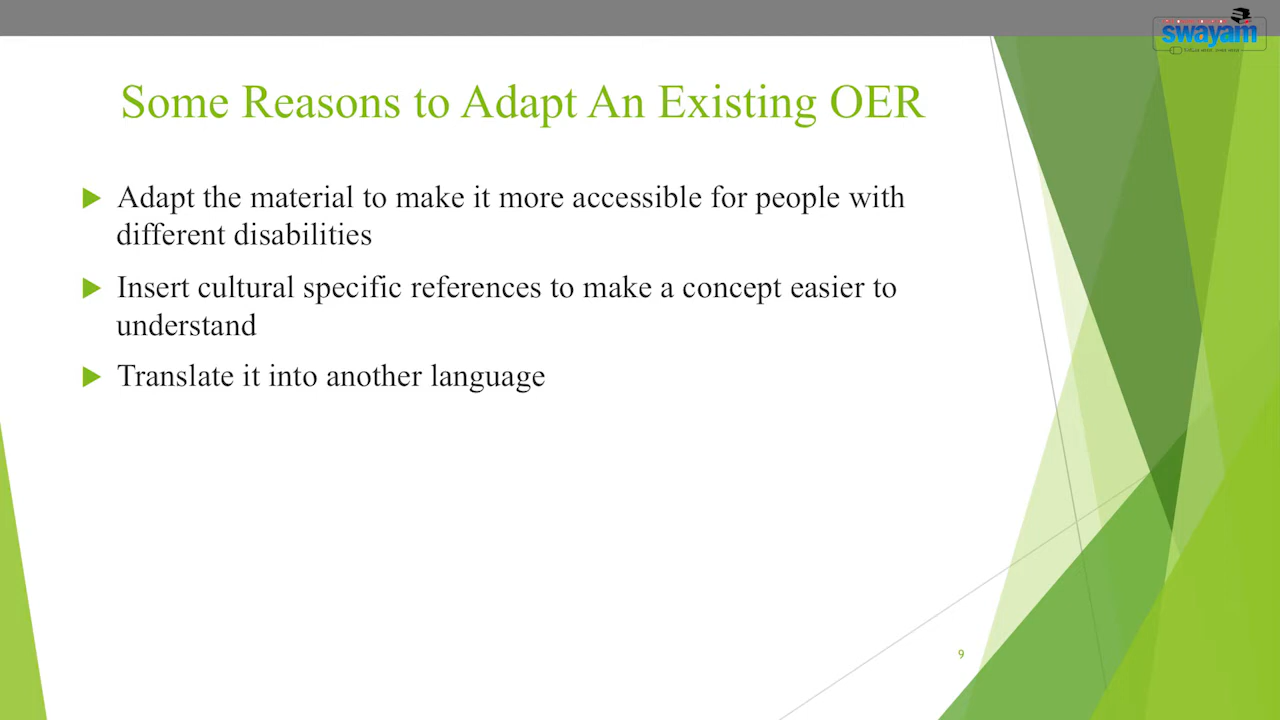 swayam
Some Reasons to Adapt An Existing OER
Adapt the material to make it more accessible for people with
different disabilities
Insert cultural specific references to make a concept easier to
understand
Translate it into another language
9